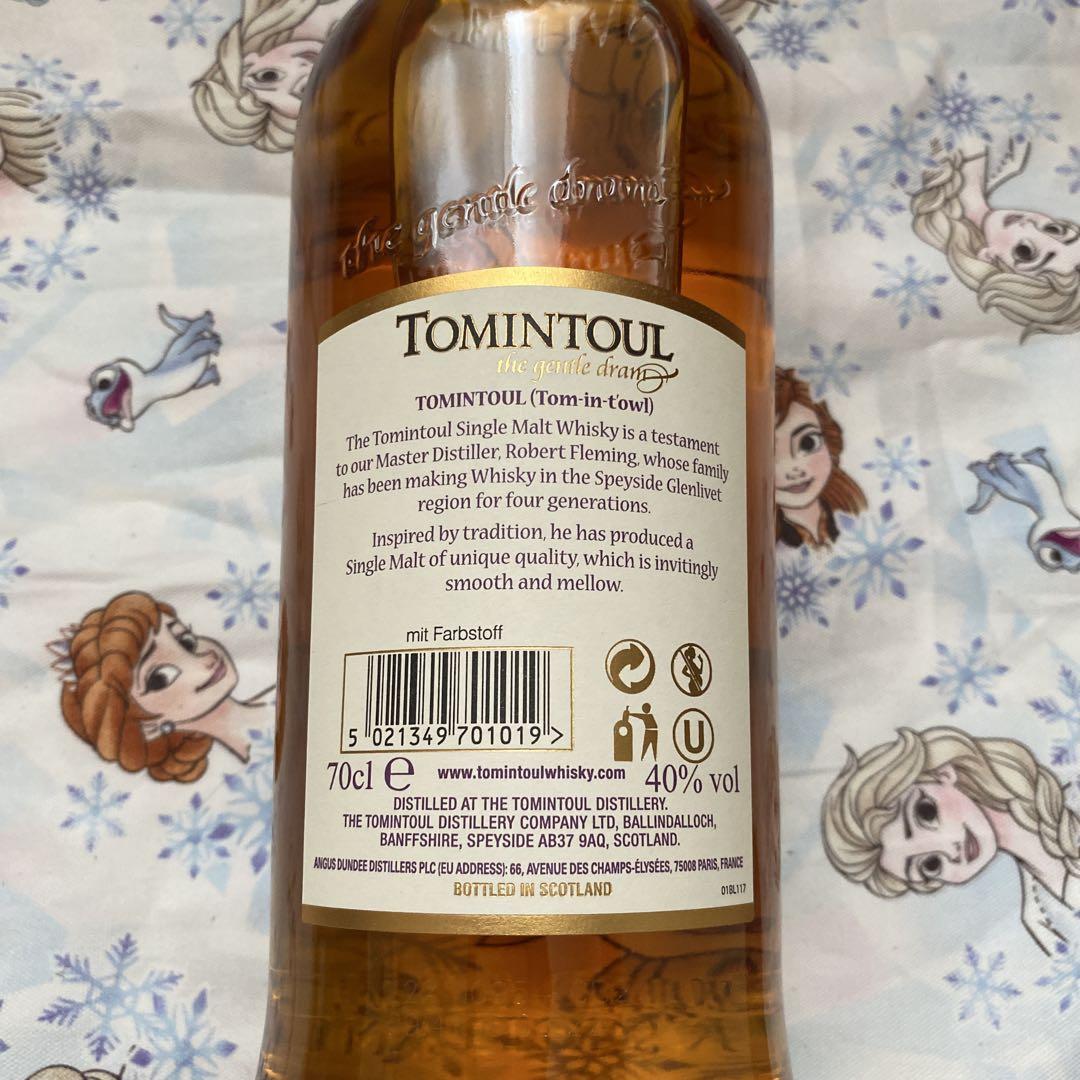 the gentle dram
TOMINTOUL
the gentle dram
TOMINTOUL (Tom-in-t'owl)
The Tomintoul Single Malt Whisky is a testament
to our Master Distiller, Robert Fleming, whose family
has been making Whisky in the Speyside Glenlivet
region for four generations.
Inspired by tradition, he has produced a
Single Malt of unique quality, which is invitingly
smooth and mellow.
mit Farbstoff
5 021349 701019 >
U
70cl e www.tomintoulwhisky.com 40% vol
DISTILLED AT THE TOMINTOUL DISTILLERY.
THE TOMINTOUL DISTILLERY COMPANY LTD, BALLINDALLOCH,
BANFFSHIRE, SPEYSIDE AB37 9AQ, SCOTLAND.
ANGUS DUNDEE DISTILLERS PLC (EU ADDRESS): 66, AVENUE DES CHAMPS-ÉLYSÉES, 75008 PARIS, FRANCE
BOTTLED IN SCOTLAND
01BL117